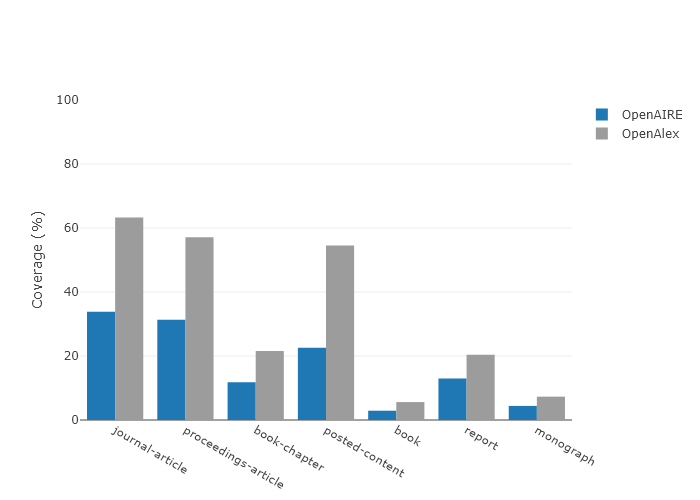 100
80
60
40
20
0
Coverage (%)
journal-article
proceedings-article
book-chapter
posted-content
book
report
monograph
OpenAIRE
OpenAlex